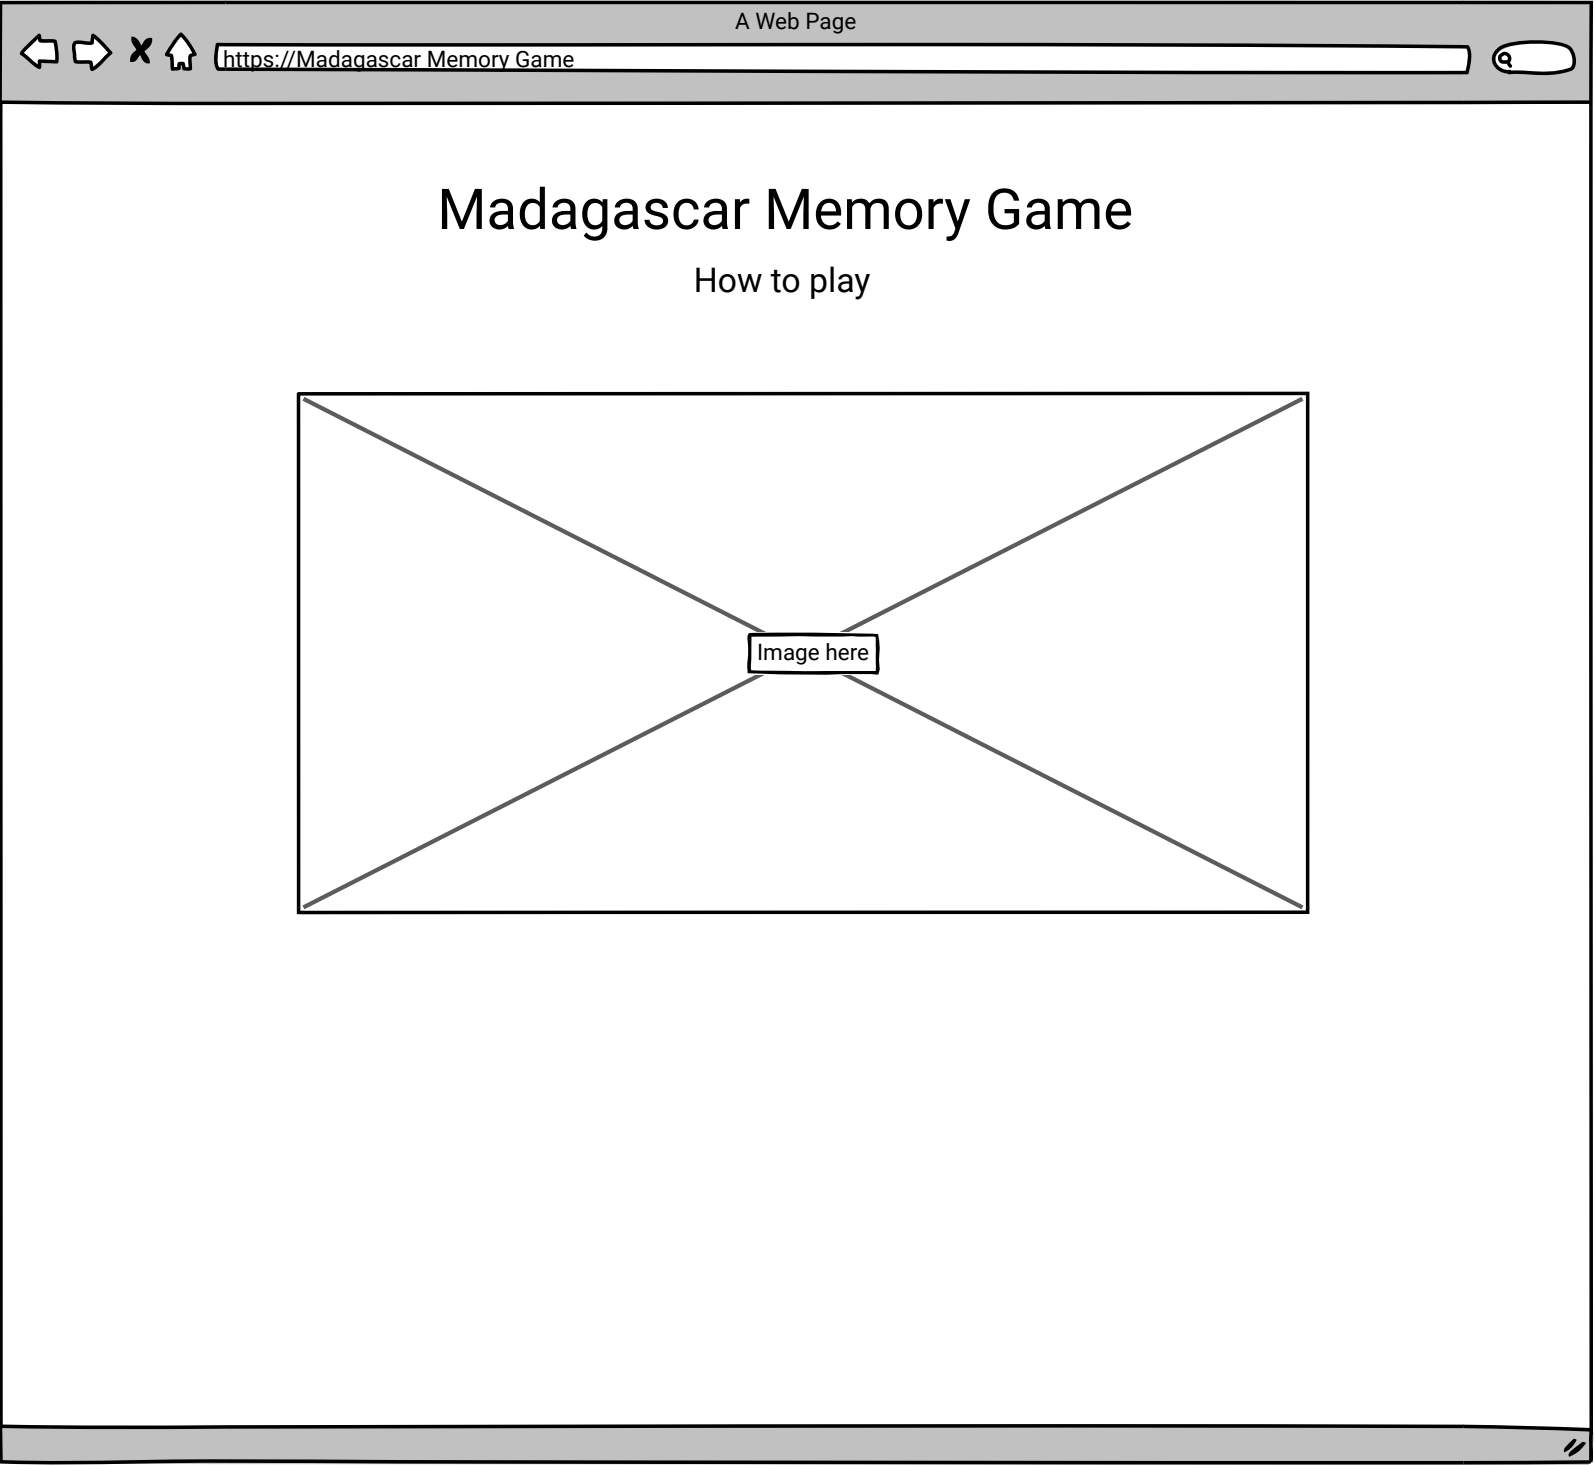 A Web Page
https://Madagascar Memory Game
Madagascar Memory Game
How to play
Image here